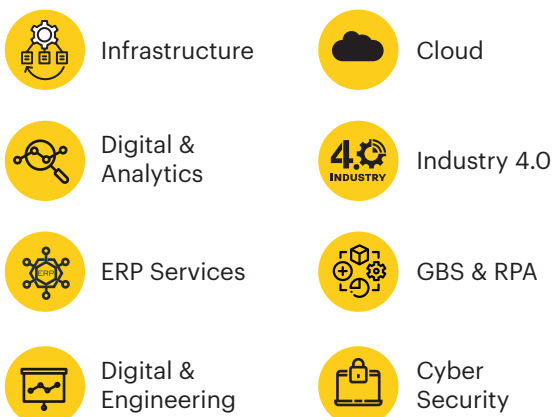 Infrastructure
Cloud
Digital &
Analytics
4.0
INDUSTRY
Industry 4.0
ERP
ERP Services
GBS & RPA
Digital &
Engineering
Cyber
Security